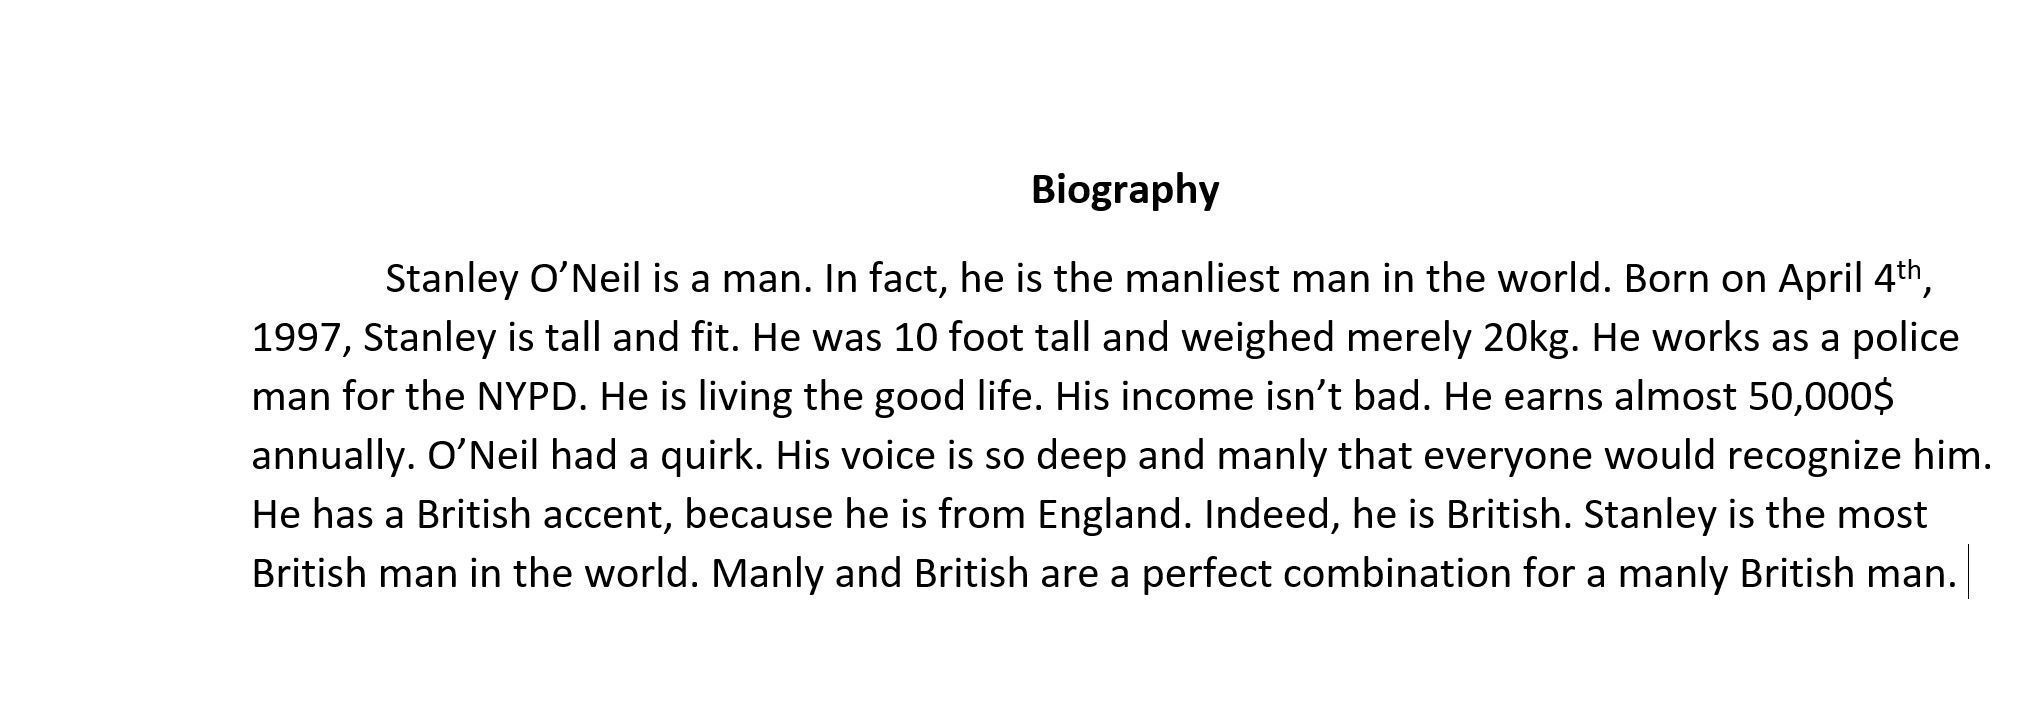 Biography
Stanley O’Neil is a man. In fact, he is the manliest man in the world. Born on April 4th,
1997, Stanley is tall and fit. He was 10 foot tall and weighed merely 20kg. He works as a police
man for the NYPD. He is living the good life. His income isn’t bad. He earns almost 50,000$
annually. O’Neil had a quirk. His voice is so deep and manly that everyone would recognize him.
He has a British accent, because he is from England. Indeed, he is British. Stanley is the most
British man in the world. Manly and British are a perfect combination for a manly British man.